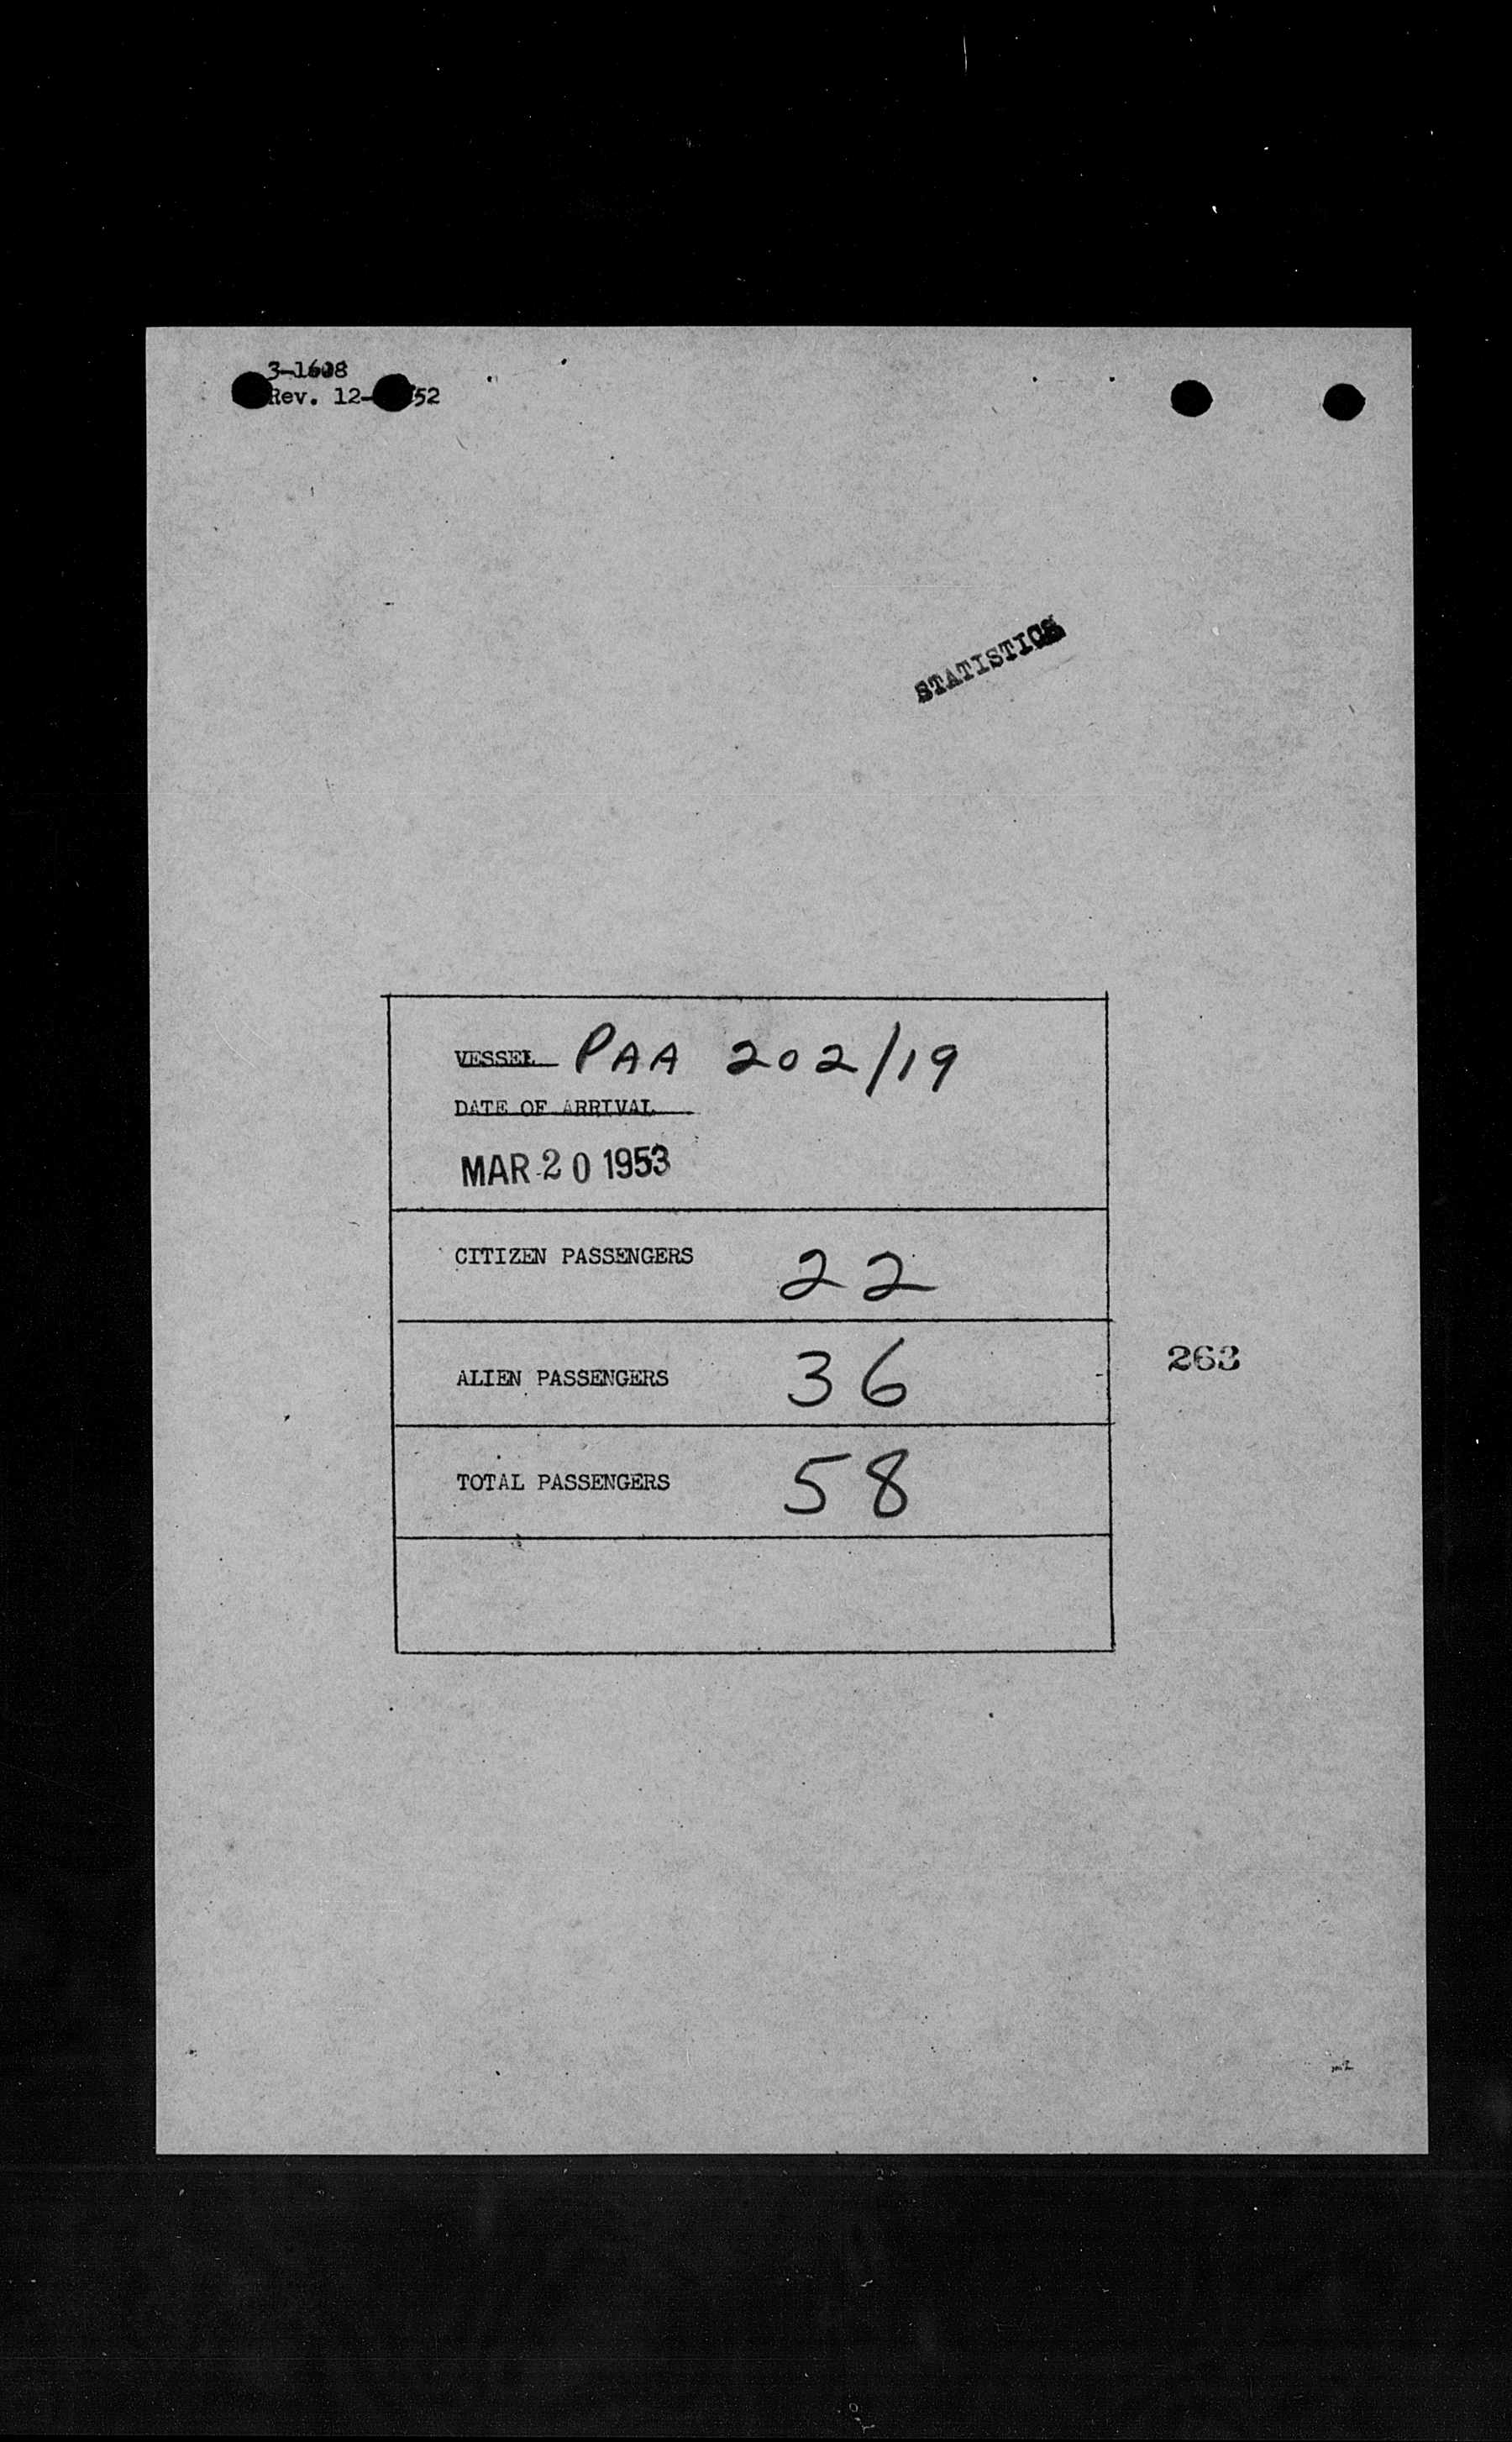 3-1608
Rev. 12- 52
STATISTICS
VESSEL PAA 202/19
DATE OF ARRIVAL
MAR 20 1953
CITIZEN PASSENGERS 22
ALIEN PASSENGERS 36
263
TOTAL PASSENGERS 58